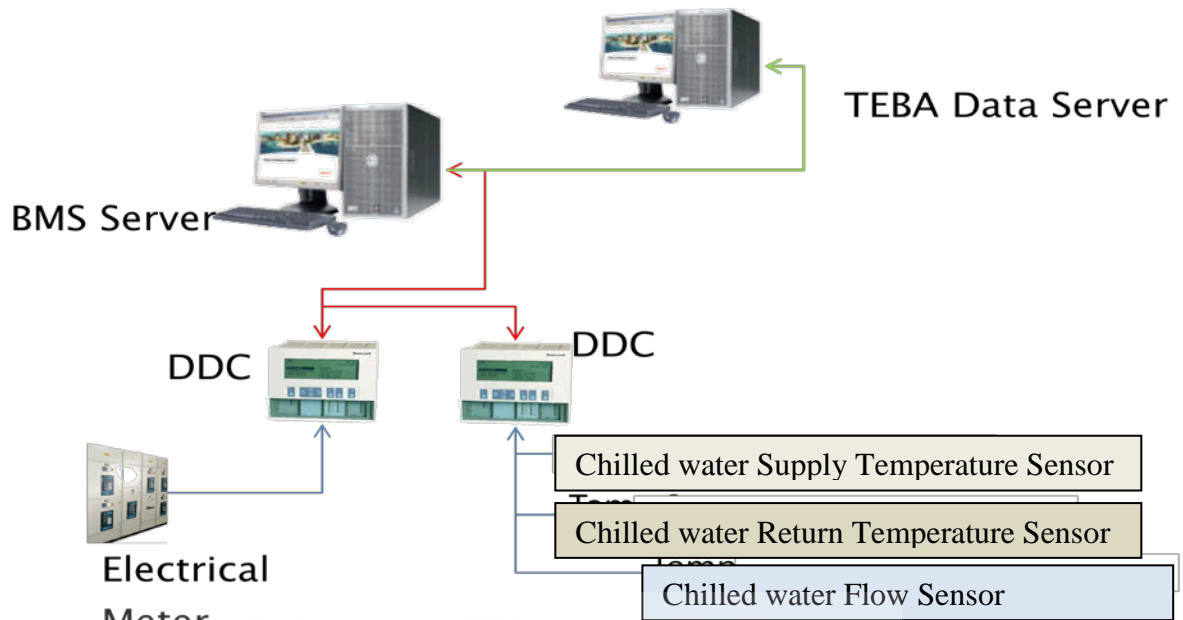 TEBA Data Server
BMS Server
DDC
DDC
Chilled water Supply Temperature Sensor
Chilled water Return Temperature Sensor
Chilled water Flow Sensor
Electrical
Meter